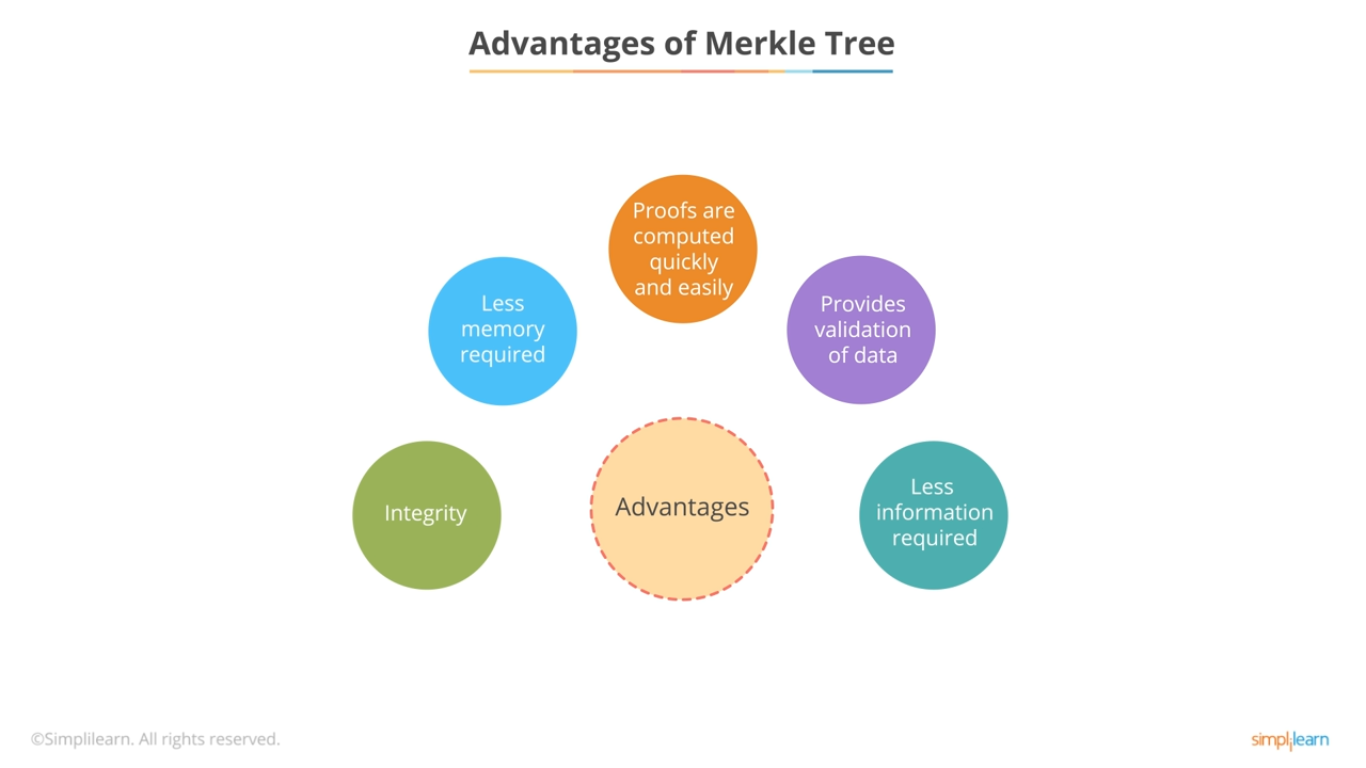 Advantages of Merkle Tree
Proofs are
computed
quickly
and easily
Less
memory
required
Provides
validation
of data
Integrity
Advantages
Less
information
required
©Simplilearn. All rights reserved.
simplilearn